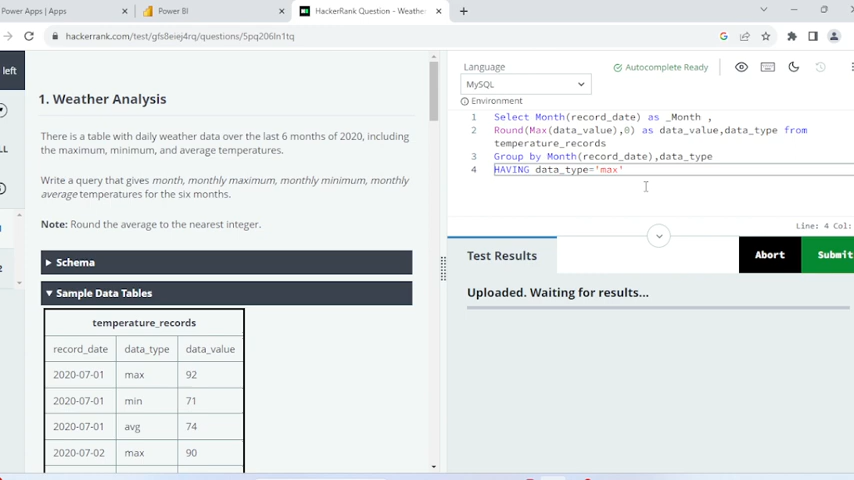 Power Apps | Apps
Power BI
HackerRank Question - Weather
hackerrank.com/test/gfs8eiej4rq/questions/5pq206ln1tq
left
Language
Autocomplete Ready
MySQL
Environment
1. Weather Analysis
There is a table with daily weather data over the last 6 months of 2020, including
the maximum, minimum, and average temperatures.
Write a query that gives month, monthly maximum, monthly minimum, monthly
average temperatures for the six months.
Note: Round the average to the nearest integer.
Schema
Sample Data Tables
temperature_records
record_date data_type data_value
2020-07-01 max 92
2020-07-01 min 71
2020-07-01 avg 74
2020-07-02 max 90
1 Select Month(record_date) as _Month ,
2 Round(Max(data_value),0) as data_value,data_type from
temperature_records
3 Group by Month(record_date),data_type
4 HAVING data_type='max'
Line: 4 Col:
Test Results
Abort
Submit
Uploaded. Waiting for results...
LL
2